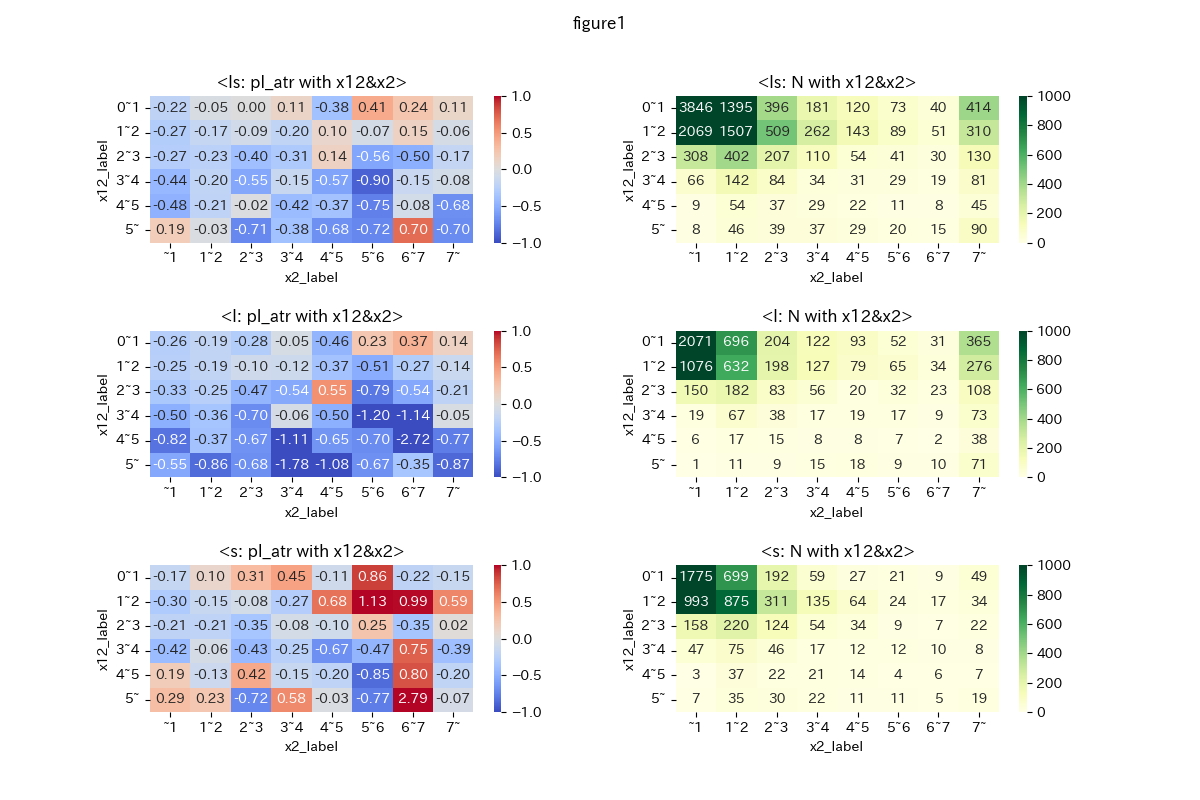 figure1
<ls: pl_atr with x12&x2>
x12_label
0~1 -0.22 -0.05 0.00 0.11 -0.38 0.41 0.24 0.11
1~2 -0.27 -0.17 -0.09 -0.20 0.10 -0.07 0.15 -0.06
2~3 -0.27 -0.23 -0.40 -0.31 0.14 -0.56 -0.50 -0.17
3~4 -0.44 -0.20 -0.55 -0.15 -0.57 -0.90 -0.15 -0.08
4~5 -0.48 -0.21 -0.02 -0.42 -0.37 -0.75 -0.08 -0.68
5~ 0.19 -0.03 -0.71 -0.38 -0.68 -0.72 0.70 -0.70
~1 1~2 2~3 3~4 4~5 5~6 6~7 7~
x2_label
1.0
0.5
0.0
−0.5
−1.0
<ls: N with x12&x2>
x12_label
0~1 3846 1395 396 181 120 73 40 414
1~2 2069 1507 509 262 143 89 51 310
2~3 308 402 207 110 54 41 30 130
3~4 66 142 84 34 31 29 19 81
4~5 9 54 37 29 22 11 8 45
5~ 8 46 39 37 29 20 15 90
~1 1~2 2~3 3~4 4~5 5~6 6~7 7~
x2_label
1000
800
600
400
200
0
<l: pl_atr with x12&x2>
x12_label
0~1 -0.26 -0.19 -0.28 -0.05 -0.46 0.23 0.37 0.14
1~2 -0.25 -0.19 -0.10 -0.12 -0.37 -0.51 -0.27 -0.14
2~3 -0.33 -0.25 -0.47 -0.54 0.55 -0.79 -0.54 -0.21
3~4 -0.50 -0.36 -0.70 -0.06 -0.50 -1.20 -1.14 -0.05
4~5 -0.82 -0.37 -0.67 -1.11 -0.65 -0.70 -2.72 -0.77
5~ -0.55 -0.86 -0.68 -1.78 -1.08 -0.67 -0.35 -0.87
~1 1~2 2~3 3~4 4~5 5~6 6~7 7~
x2_label
1.0
0.5
0.0
−0.5
−1.0
<l: N with x12&x2>
x12_label
0~1 2071 696 204 122 93 52 31 365
1~2 1076 632 198 127 79 65 34 276
2~3 150 182 83 56 20 32 23 108
3~4 19 67 38 17 19 17 9 73
4~5 6 17 15 8 8 7 2 38
5~ 1 11 9 15 18 9 10 71
~1 1~2 2~3 3~4 4~5 5~6 6~7 7~
x2_label
1000
800
600
400
200
0
<s: pl_atr with x12&x2>
x12_label
0~1 -0.17 0.10 0.31 0.45 -0.11 0.86 -0.22 -0.15
1~2 -0.30 -0.15 -0.08 -0.27 0.68 1.13 0.99 0.59
2~3 -0.21 -0.21 -0.35 -0.08 -0.10 0.25 -0.35 0.02
3~4 -0.42 -0.06 -0.43 -0.25 -0.67 -0.47 0.75 -0.39
4~5 0.19 -0.13 0.42 -0.15 -0.20 -0.85 0.80 -0.20
5~ 0.29 0.23 -0.72 0.58 -0.03 -0.77 2.79 -0.07
~1 1~2 2~3 3~4 4~5 5~6 6~7 7~
x2_label
1.0
0.5
0.0
−0.5
−1.0
<s: N with x12&x2>
x12_label
0~1 1775 699 192 59 27 21 9 49
1~2 993 875 311 135 64 24 17 34
2~3 158 220 124 54 34 9 7 22
3~4 47 75 46 17 12 12 10 8
4~5 3 37 22 21 14 4 6 7
5~ 7 35 30 22 11 11 5 19
~1 1~2 2~3 3~4 4~5 5~6 6~7 7~
x2_label
1000
800
600
400
200
0